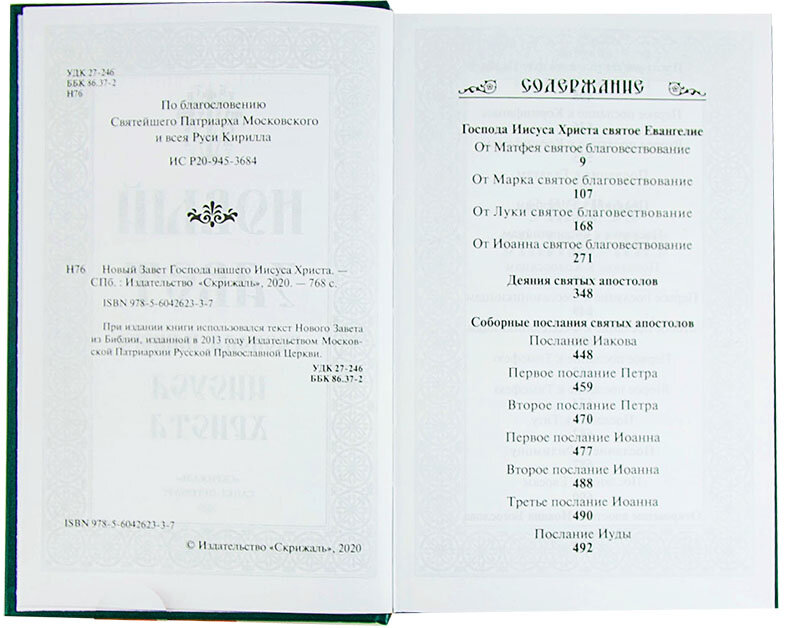 УДК 27-246
ББК 86.37-2
Н76
По благословению
Святейшего Патриарха Московского
и всея Руси Кирилла
ИС Р20-945-3684
Н76 Новый Завет Господа нашего Иисуса Христа. —
СПб. : Издательство «Скрижаль», 2020. — 768 с.
ISBN 978-5-6042623-3-7
При издании книги использовался текст Нового Завета
из Библии, изданной в 2013 году Издательством Москов-
ской Патриархии Русской Православной Церкви.
УДК 27-246
ББК 86.37-2
ISBN 978-5-6042623-3-7
© Издательство «Скрижаль», 2020
СОДЕРЖАНИЕ
Господа Иисуса Христа святое Евангелие
От Матфея святое благовествование
9
От Марка святое благовествование
107
От Луки святое благовествование
168
От Иоанна святое благовествование
271
Деяния святых апостолов
348
Соборные послания святых апостолов
Послание Иакова
448
Первое послание Петра
459
Второе послание Петра
470
Первое послание Иоанна
477
Второе послание Иоанна
488
Третье послание Иоанна
490
Послание Иуды
492